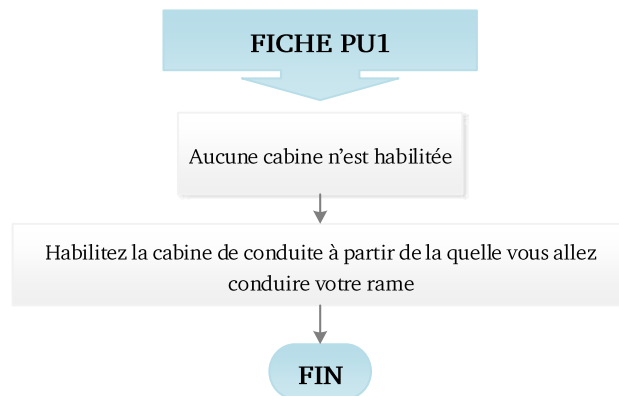 FICHE PU1
Aucune cabine n’est habilitée
Habilitez la cabine de conduite à partir de la quelle vous allez
conduire votre rame
FIN